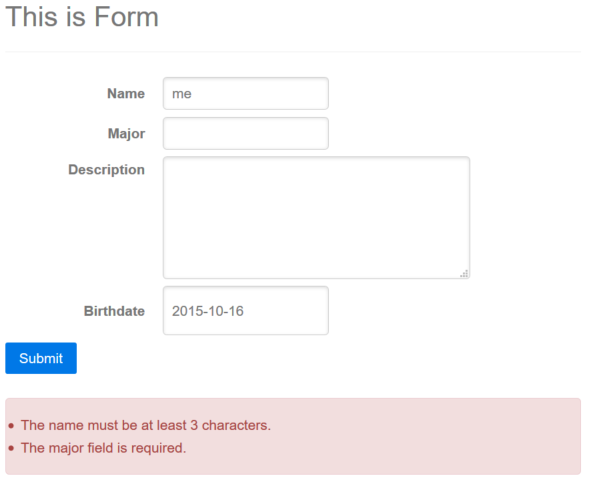 This is Form
Name me
Major
Description
Birthdate 2015-10-16
Submit
The name must be at least 3 characters.
The major field is required.